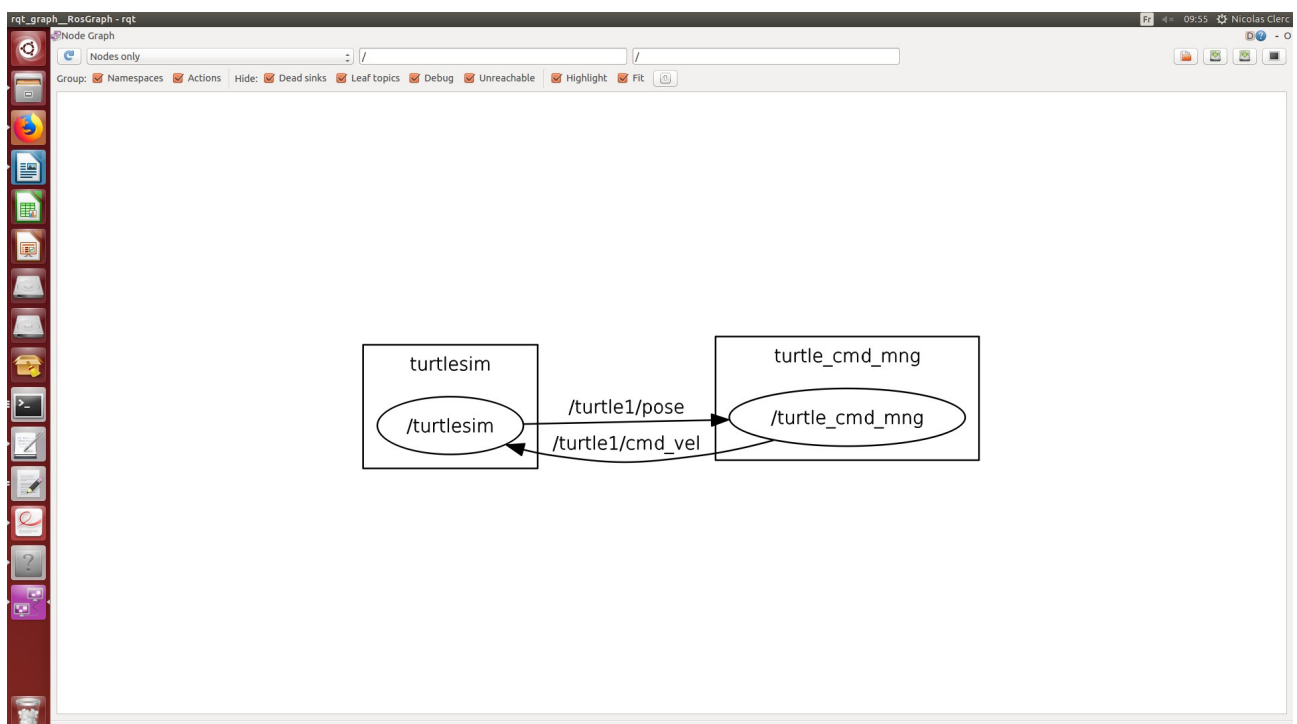 rqt_graph__RosGraph - rqt
Fr 09:55 Nicolas Clerc
Node Graph
D? - O
Nodes only / /
Group: Namespaces Actions Hide: Dead sinks Leaf topics Debug Unreachable Highlight Fit
turtlesim
turtle_cmd_mng
/turtlesim
/turtle1/pose
/turtle_cmd_mng
/turtle1/cmd_vel